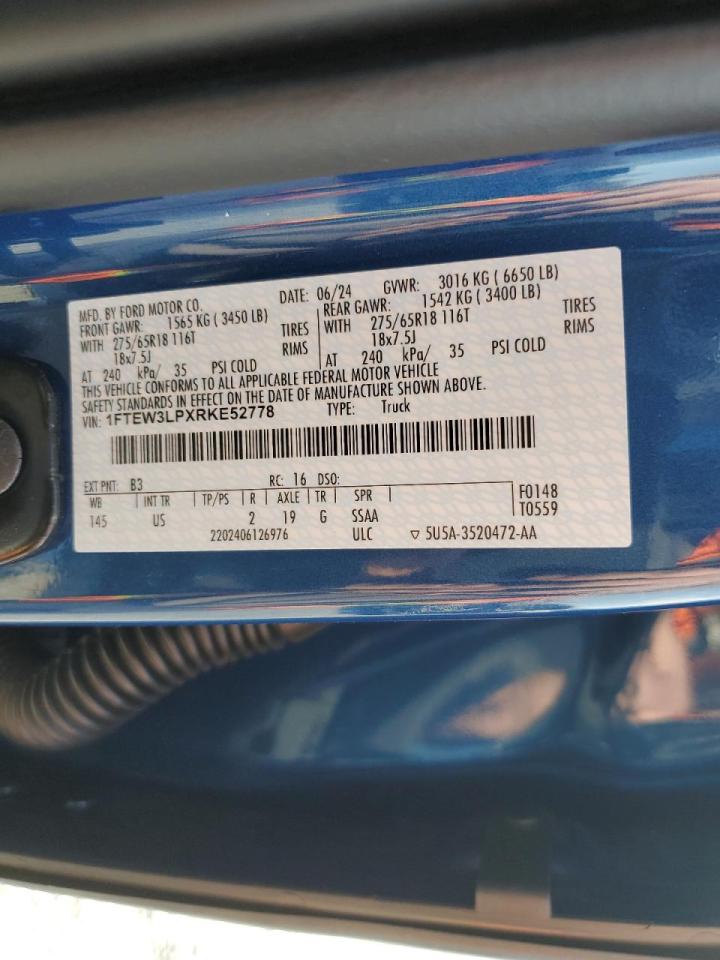 MFD. BY FORD MOTOR CO. DATE: 06/24 GVWR: 3016 KG ( 6650 LB)
FRONT GAWR: 1565 KG ( 3450 LB) REAR GAWR: 1542 KG ( 3400 LB)
WITH 275/65R18 116T TIRES WITH 275/65R18 116T TIRES
18x7.5J RIMS 18x7.5J RIMS
AT 240 kPa/ 35 PSI COLD AT 240 kPa/ 35 PSI COLD
THIS VEHICLE CONFORMS TO ALL APPLICABLE FEDERAL MOTOR VEHICLE
SAFETY STANDARDS IN EFFECT ON THE DATE OF MANUFACTURE SHOWN ABOVE.
VIN: 1FTEW3LPXRKE52778 TYPE: Truck
EXT PNT: B3 RC: 16 DSO:
WB INT TR TP/PS R AXLE TR SPR F0148
145 US 2 19 G SSAA T0559
2202406126976 ULC ▽ 5U5A-3520472-AA